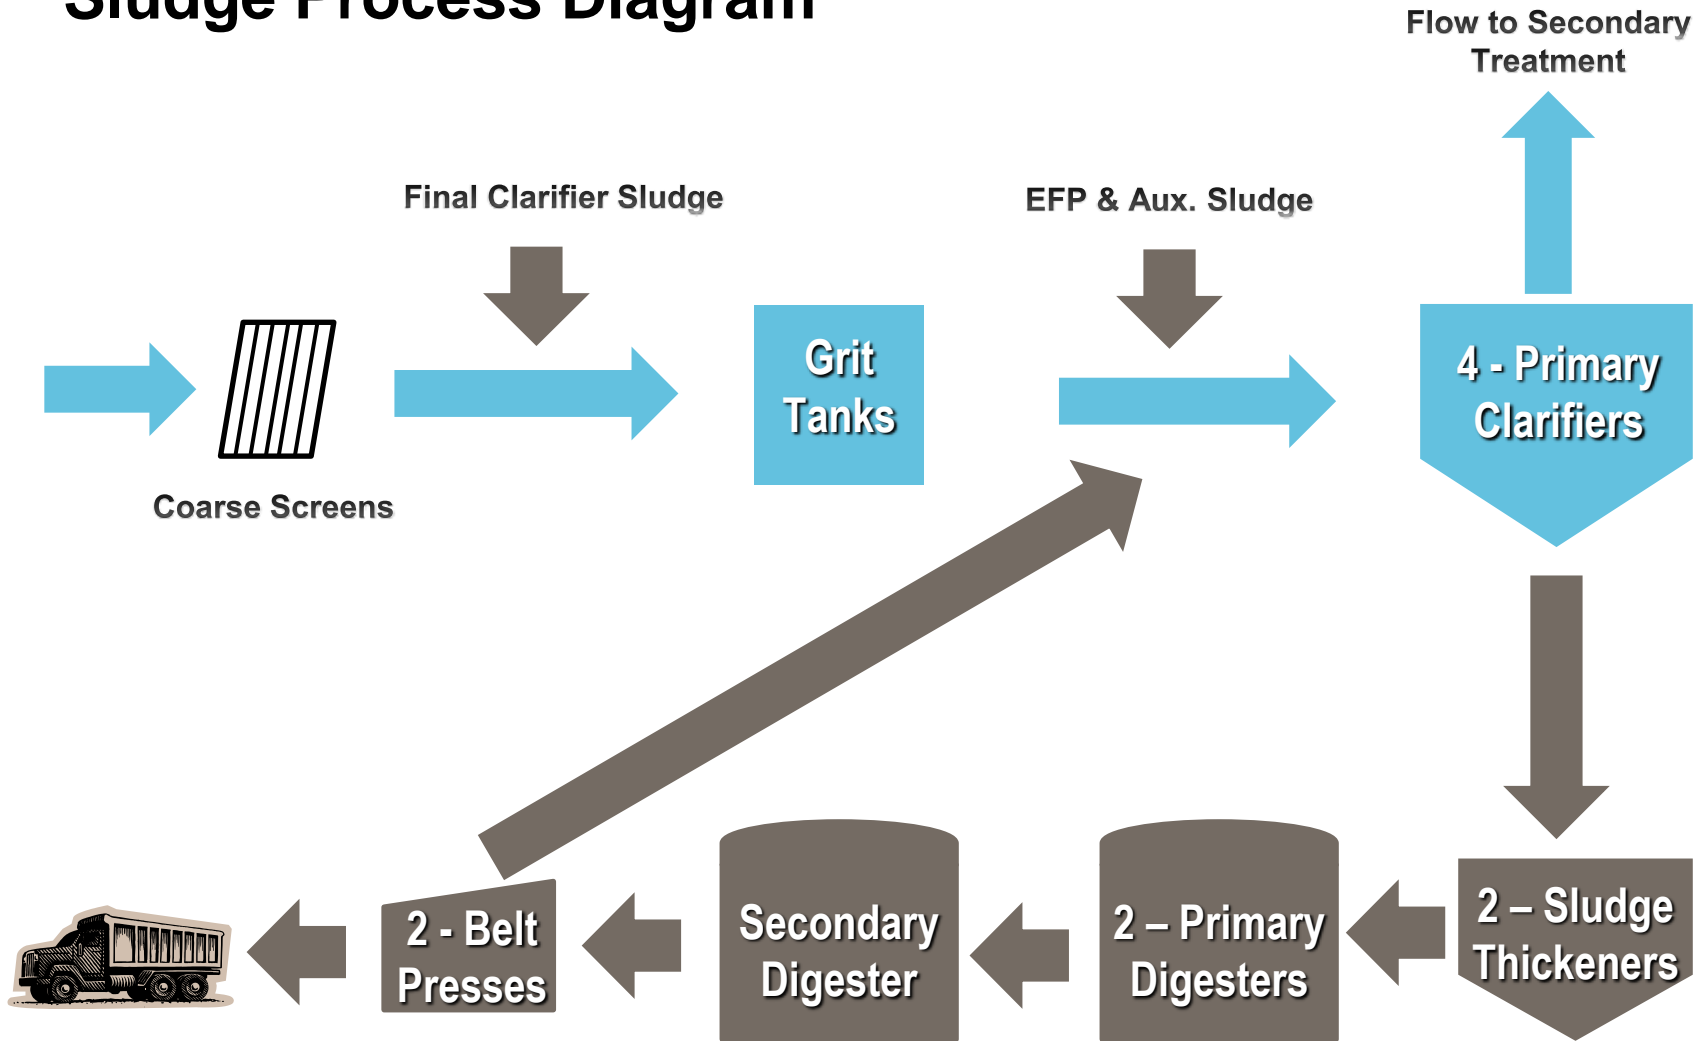 Sludge Process Diagram
Flow to Secondary
Treatment
Final Clarifier Sludge
EFP & Aux. Sludge
Grit
Tanks
4 - Primary
Clarifiers
Coarse Screens
2 - Belt
Presses
Secondary
Digester
2 – Primary
Digesters
2 – Sludge
Thickeners